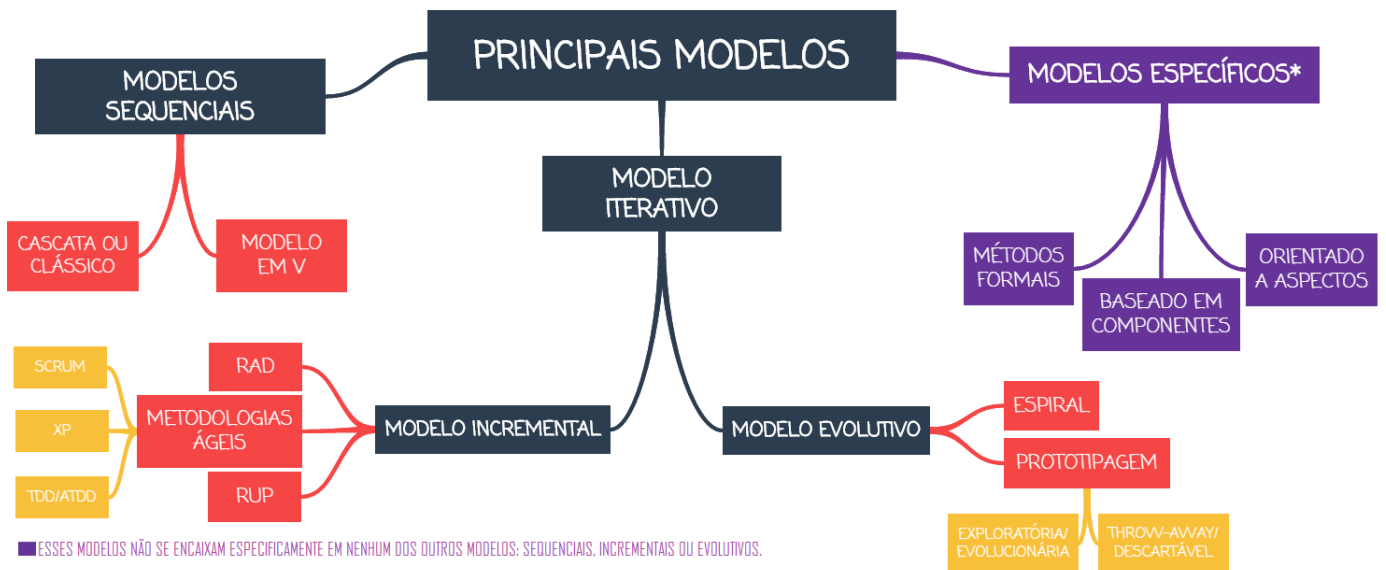 PRINCIPAIS MODELOS
MODELOS
SEQUENCIAIS
MODELOS ESPECÍFICOS*
MODELO
ITERATIVO
CASCATA OU
CLÁSSICO
MODELO
EM V
MÉTODOS
FORMAIS
BASEADO EM
COMPONENTES
ORIENTADO
A ASPECTOS
SCRUM
XP
TDD/ATDD
RAD
METODOLOGIAS
ÁGEIS
RUP
MODELO INCREMENTAL
MODELO EVOLUTIVO
ESPIRAL
PROTOTIPAGEM
EXPLORATÓRIA/
EVOLUCIONÁRIA
THROW-AWAY/
DESCARTÁVEL
ESSES MODELOS NÃO SE ENCAIXAM ESPECIFICAMENTE EM NENHUM DOS OUTROS MODELOS: SEQUENCIAIS, INCREMENTAIS OU EVOLUTIVOS.